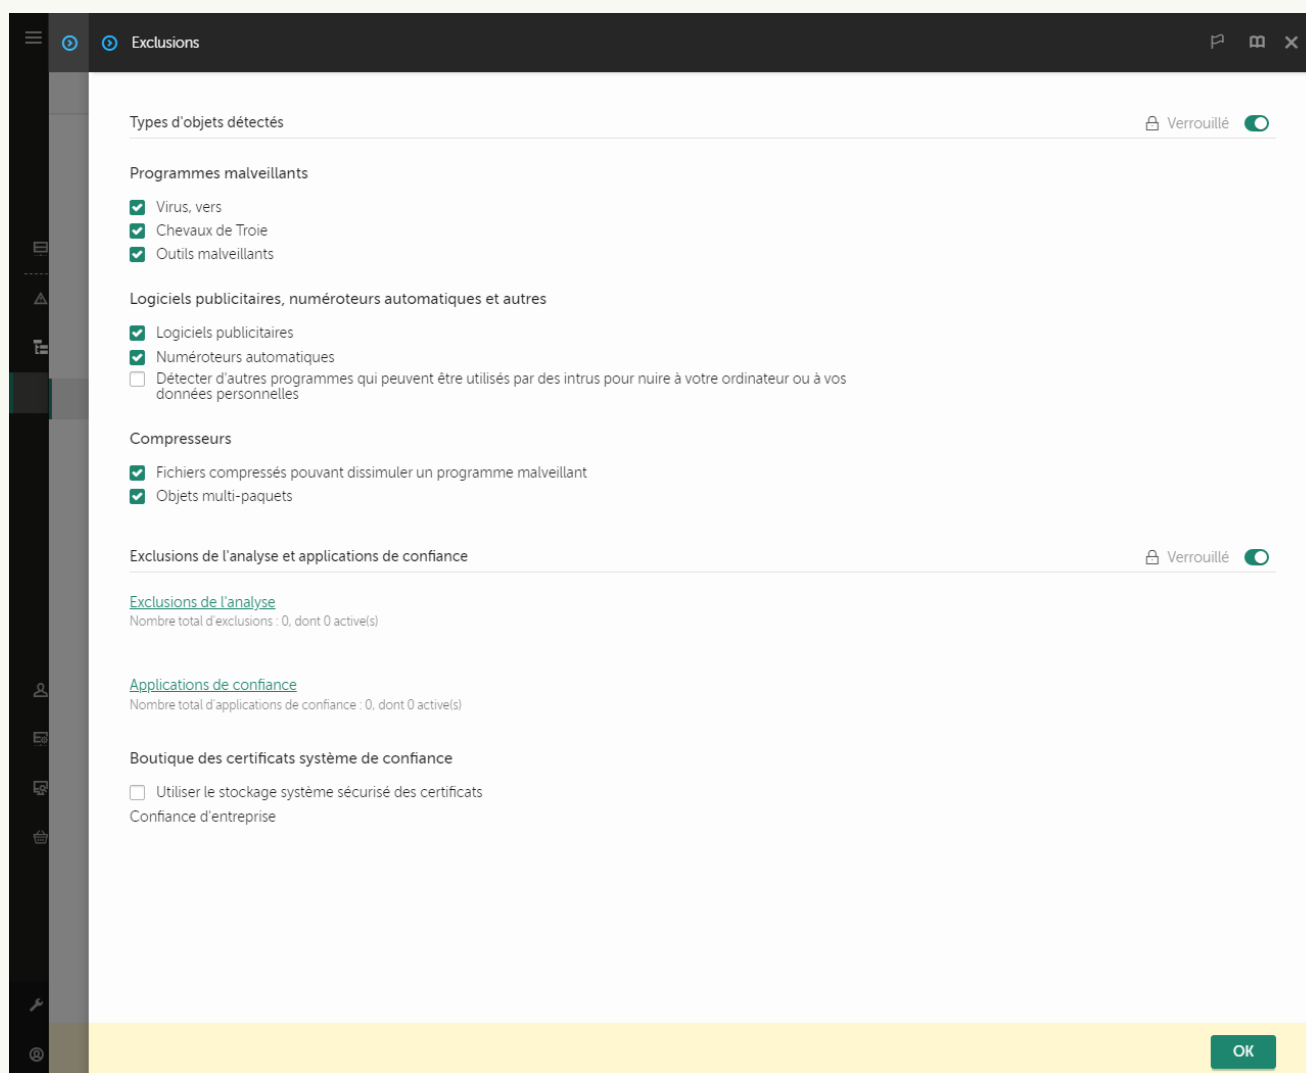 Exclusions
Types d'objets détectés
Verrouillé
Programmes malveillants
Virus, vers
Chevaux de Troie
Outils malveillants
Logiciels publicitaires, numéroteurs automatiques et autres
Logiciels publicitaires
Numéroteurs automatiques
Détecter d'autres programmes qui peuvent être utilisés par des intrus pour nuire à votre ordinateur ou à vos
données personnelles
Compresseurs
Fichiers compressés pouvant dissimuler un programme malveillant
Objets multi-paquets
Exclusions de l'analyse et applications de confiance
Verrouillé
Exclusions de l'analyse
Nombre total d'exclusions : 0, dont 0 active(s)
Applications de confiance
Nombre total d'applications de confiance : 0, dont 0 active(s)
Boutique des certificats système de confiance
Utiliser le stockage système sécurisé des certificats
Confiance d'entreprise
OK